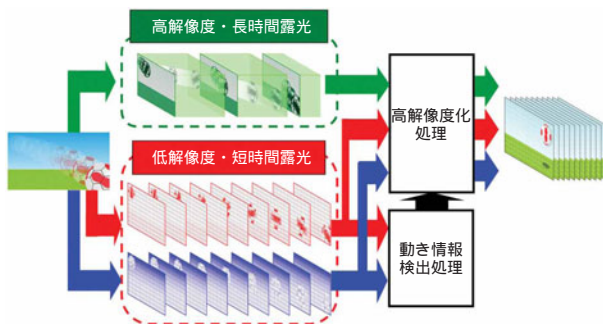 高解像度・長時間露光
低解像度・短時間露光
高解像度化
処理
動き情報
検出処理